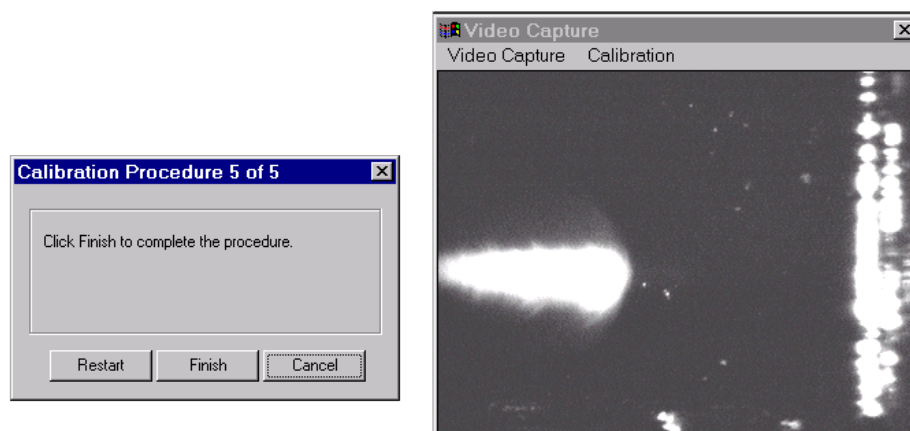 Video Capture
Video Capture Calibration
Calibration Procedure 5 of 5
Click Finish to complete the procedure.
Restart Finish Cancel